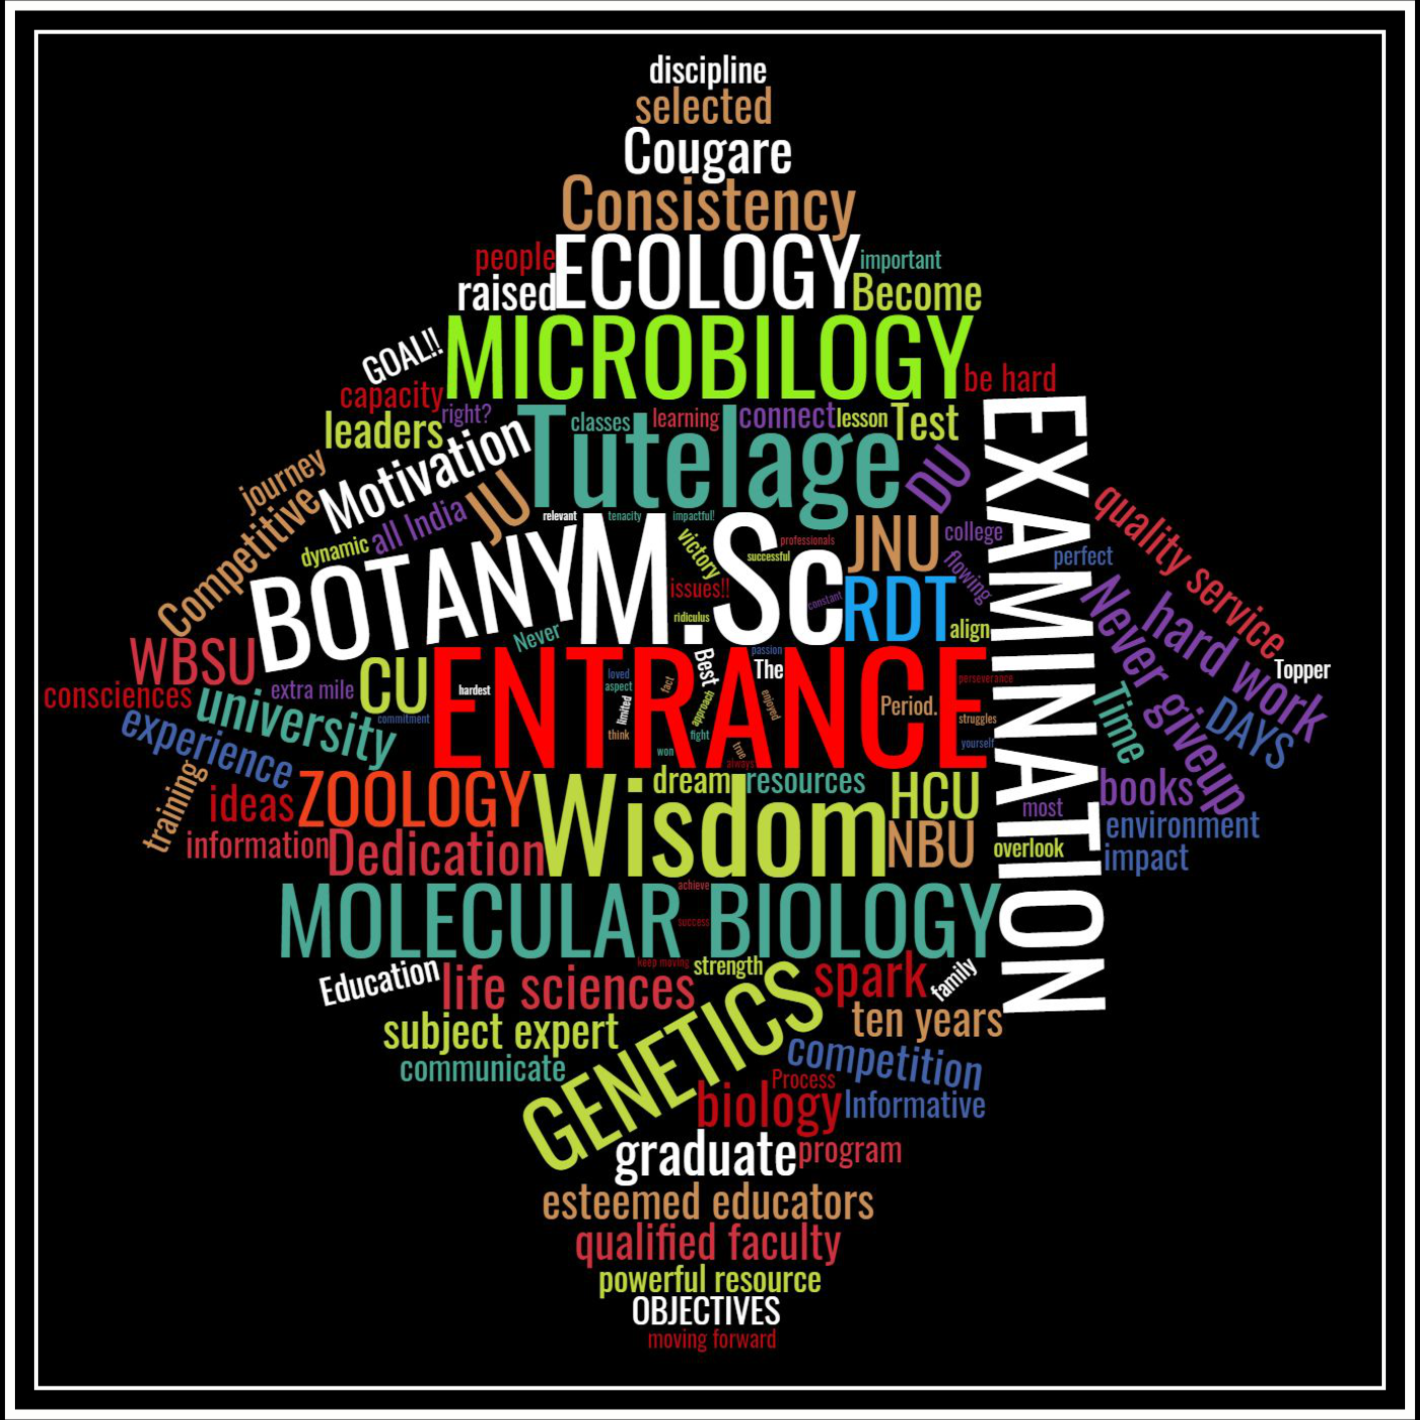 discipline
selected
Cougare
Consistency
people
ECOLOGY
important
raised
Become
GOAL!!
MICROBILOGY
capacity
be hard
right?
leaders
Motivation
Tutelage
classes
learning
connect
lesson
Test
DU
EXAMINATION
journey
Competitive
all India
JU
dynamic
relevant
tenacity
impactful!
professionals
victory
successful
JNU
college
flowing
perfect
quality service
BOTANY
M.Sc
issues!!
ridiculus
constant
RDT
align
Never giveup
hard work
WBSU
Never
CU
Best
passion
The
Topper
consciences
university
extra mile
commitment
hardest
ENTRANCE
loved
aspect
limited
think
fact
approach
fight
enjoyed
won
true
always
perseverance
Period.
struggles
yourself
Time
DAYS
experience
training
ideas
ZOOLOGY
Wisdom
dream
resources
HCU
most
books
information
Dedication
NBU
overlook
environment
impact
MOLECULAR BIOLOGY
achieve
success
keep moving
Education
life sciences
strength
spark
family
subject expert
GENETICS
ten years
communicate
competition
Process
biology
Informative
graduate
program
esteemed educators
qualified faculty
powerful resource
OBJECTIVES
moving forward